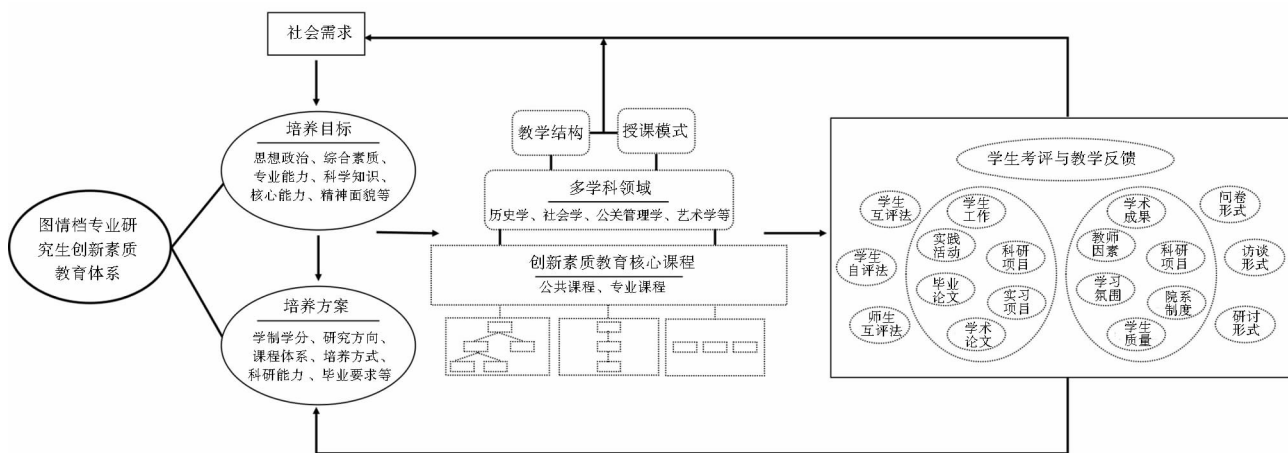 社会需求
培养目标
思想政治、综合素质、
专业能力、科学知识、
核心能力、精神面貌等
图情档专业研
究生创新素质
教育体系
培养方案
学制学分、研究方向、
课程体系、培养方式、
科研能力、毕业要求等
教学结构
授课模式
多学科领域
历史学、社会学、公关管理学、艺术学等
创新素质教育核心课程
公共课程、专业课程
学生考评与教学反馈
学生
互评法
学生
自评法
师生
互评法
学生
工作
实践
活动
科研
项目
毕业
论文
实习
项目
学术
论文
学术
成果
教师
因素
科研
项目
学习
氛围
院系
制度
学生
质量
问卷
形式
访谈
形式
研讨
形式